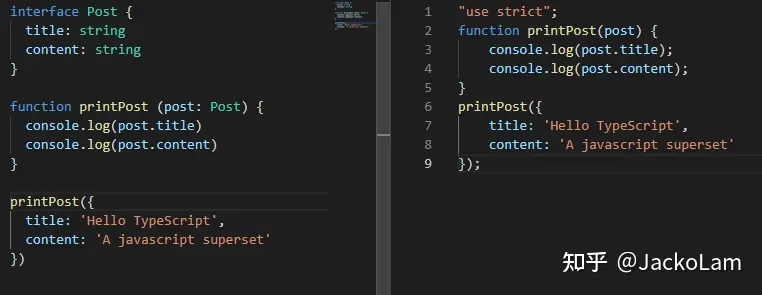 interface Post {
  title: string
  content: string
}

function printPost (post: Post) {
  console.log(post.title)
  console.log(post.content)
}

printPost({
  title: 'Hello TypeScript',
  content: 'A javascript superset'
})
1 "use strict";
2 function printPost(post) {
3     console.log(post.title);
4     console.log(post.content);
5 }
6 printPost({
7     title: 'Hello TypeScript',
8     content: 'A javascript superset'
9 });
知乎 @JackoLam